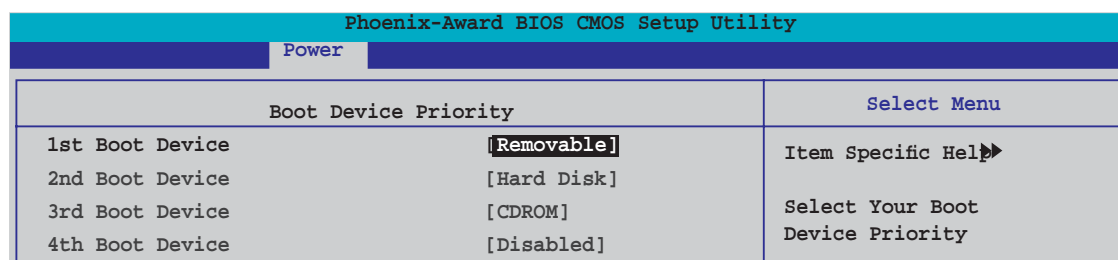 Phoenix-Award BIOS CMOS Setup Utility
Power
Boot Device Priority
Select Menu
1st Boot Device [Removable]
2nd Boot Device [Hard Disk]
3rd Boot Device [CDROM]
4th Boot Device [Disabled]
Item Specific Help
Select Your Boot
Device Priority